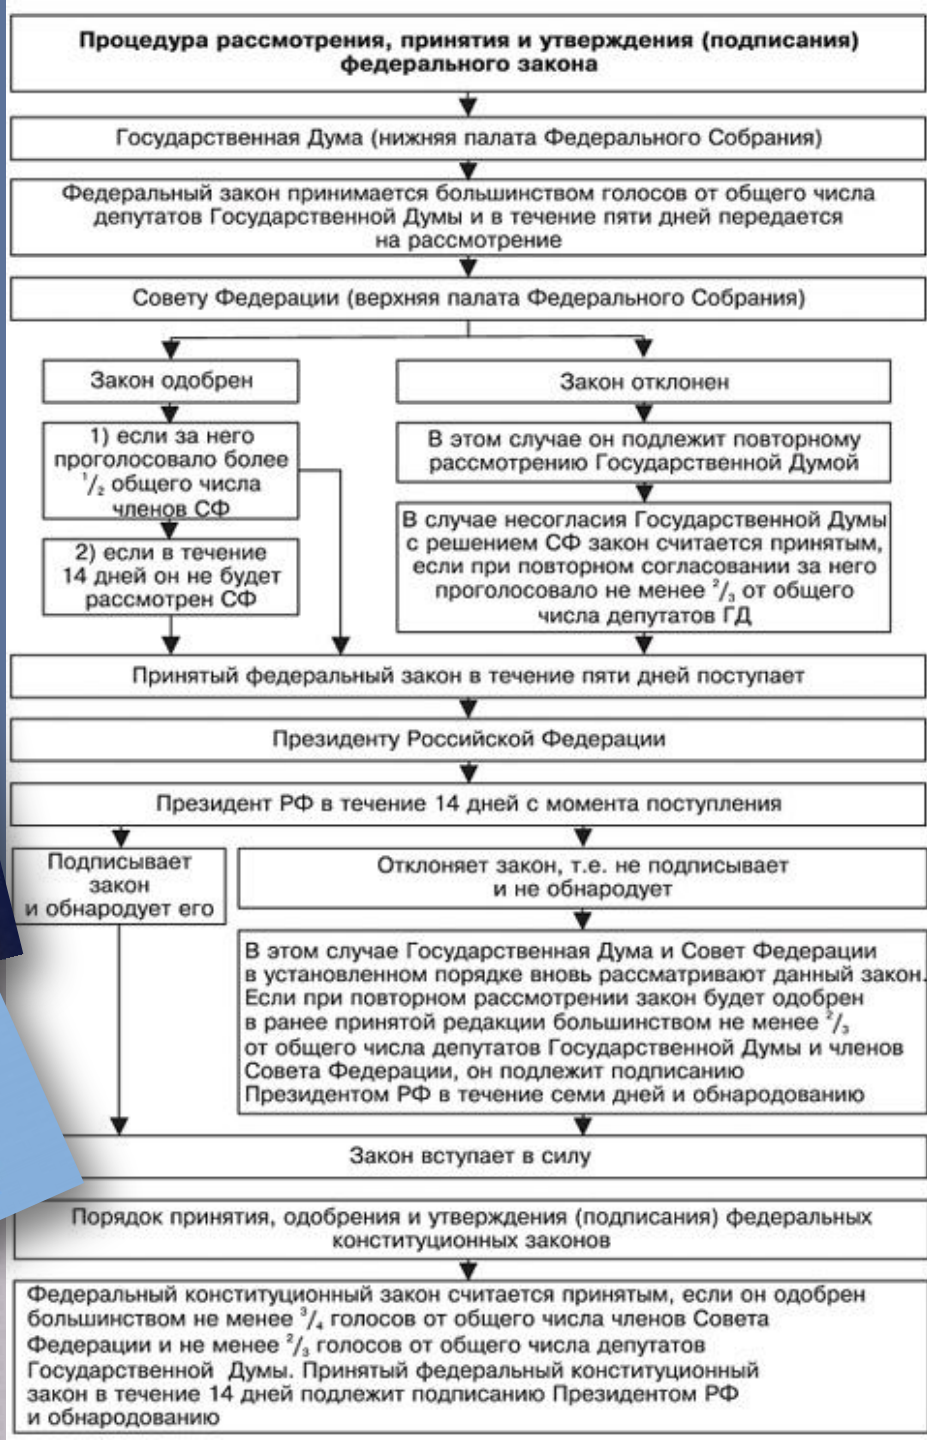 Процедура рассмотрения, принятия и утверждения (подписания)
федерального закона
Государственная Дума (нижняя палата Федерального Собрания)
Федеральный закон принимается большинством голосов от общего числа
депутатов Государственной Думы и в течение пяти дней передается
на рассмотрение
Совету Федерации (верхняя палата Федерального Собрания)
Закон одобрен
1) если за него
проголосовало более
1/2 общего числа
членов СФ
2) если в течение
14 дней он не будет
рассмотрен СФ
Закон отклонен
В этом случае он подлежит повторному
рассмотрению Государственной Думой
В случае несогласия Государственной Думы
с решением СФ закон считается принятым,
если при повторном согласовании за него
проголосовало не менее 2/3 от общего
числа депутатов ГД
Принятый федеральный закон в течение пяти дней поступает
Президенту Российской Федерации
Президент РФ в течение 14 дней с момента поступления
Подписывает
закон
и обнародует его
Отклоняет закон, т.е. не подписывает
и не обнародует
В этом случае Государственная Дума и Совет Федерации
в установленном порядке вновь рассматривают данный закон.
Если при повторном рассмотрении закон будет одобрен
в ранее принятой редакции большинством не менее 2/3
от общего числа депутатов Государственной Думы и членов
Совета Федерации, он подлежит подписанию
Президентом РФ в течение семи дней и обнародованию
Закон вступает в силу
Порядок принятия, одобрения и утверждения (подписания) федеральных
конституционных законов
Федеральный конституционный закон считается принятым, если он одобрен
большинством не менее 3/4 голосов от общего числа членов Совета
Федерации и не менее 2/3 голосов от общего числа депутатов
Государственной Думы. Принятый федеральный конституционный
закон в течение 14 дней подлежит подписанию Президентом РФ
и обнародованию